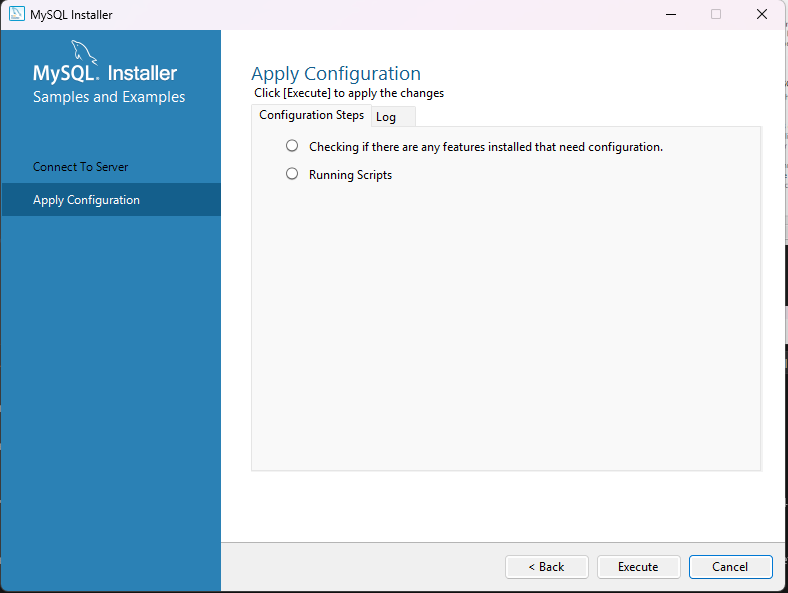 MySQL Installer
MySQL. Installer
Samples and Examples
Connect To Server
Apply Configuration
Apply Configuration
Click [Execute] to apply the changes
Configuration Steps
Log
Checking if there are any features installed that need configuration.
Running Scripts
< Back
Execute
Cancel